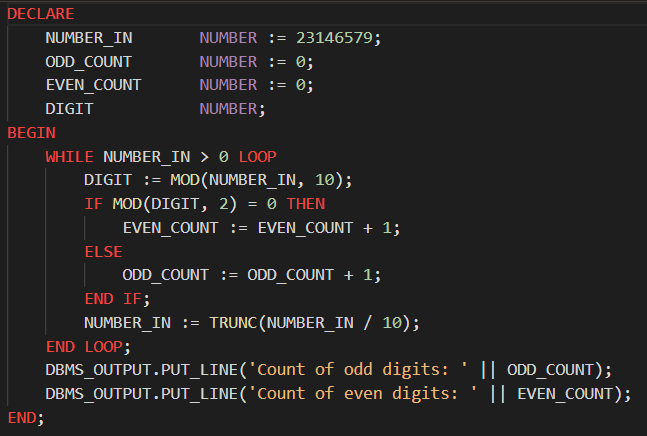 DECLARE
    NUMBER_IN       NUMBER := 23146579;
    ODD_COUNT       NUMBER := 0;
    EVEN_COUNT      NUMBER := 0;
    DIGIT           NUMBER;
BEGIN
    WHILE NUMBER_IN > 0 LOOP
        DIGIT := MOD(NUMBER_IN, 10);
        IF MOD(DIGIT, 2) = 0 THEN
            EVEN_COUNT := EVEN_COUNT + 1;
        ELSE
            ODD_COUNT := ODD_COUNT + 1;
        END IF;
        NUMBER_IN := TRUNC(NUMBER_IN / 10);
    END LOOP;
    DBMS_OUTPUT.PUT_LINE('Count of odd digits: ' || ODD_COUNT);
    DBMS_OUTPUT.PUT_LINE('Count of even digits: ' || EVEN_COUNT);
END;